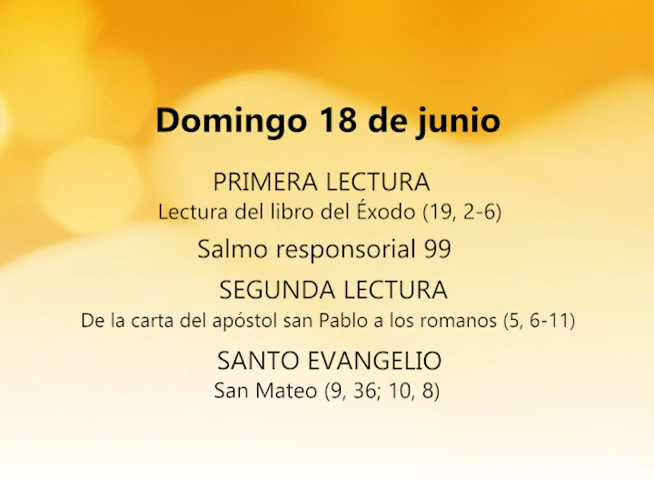 Domingo 18 de junio
PRIMERA LECTURA
Lectura del libro del Éxodo (19, 2-6)
Salmo responsorial 99
SEGUNDA LECTURA
De la carta del apóstol san Pablo a los romanos (5, 6-11)
SANTO EVANGELIO
San Mateo (9, 36; 10, 8)